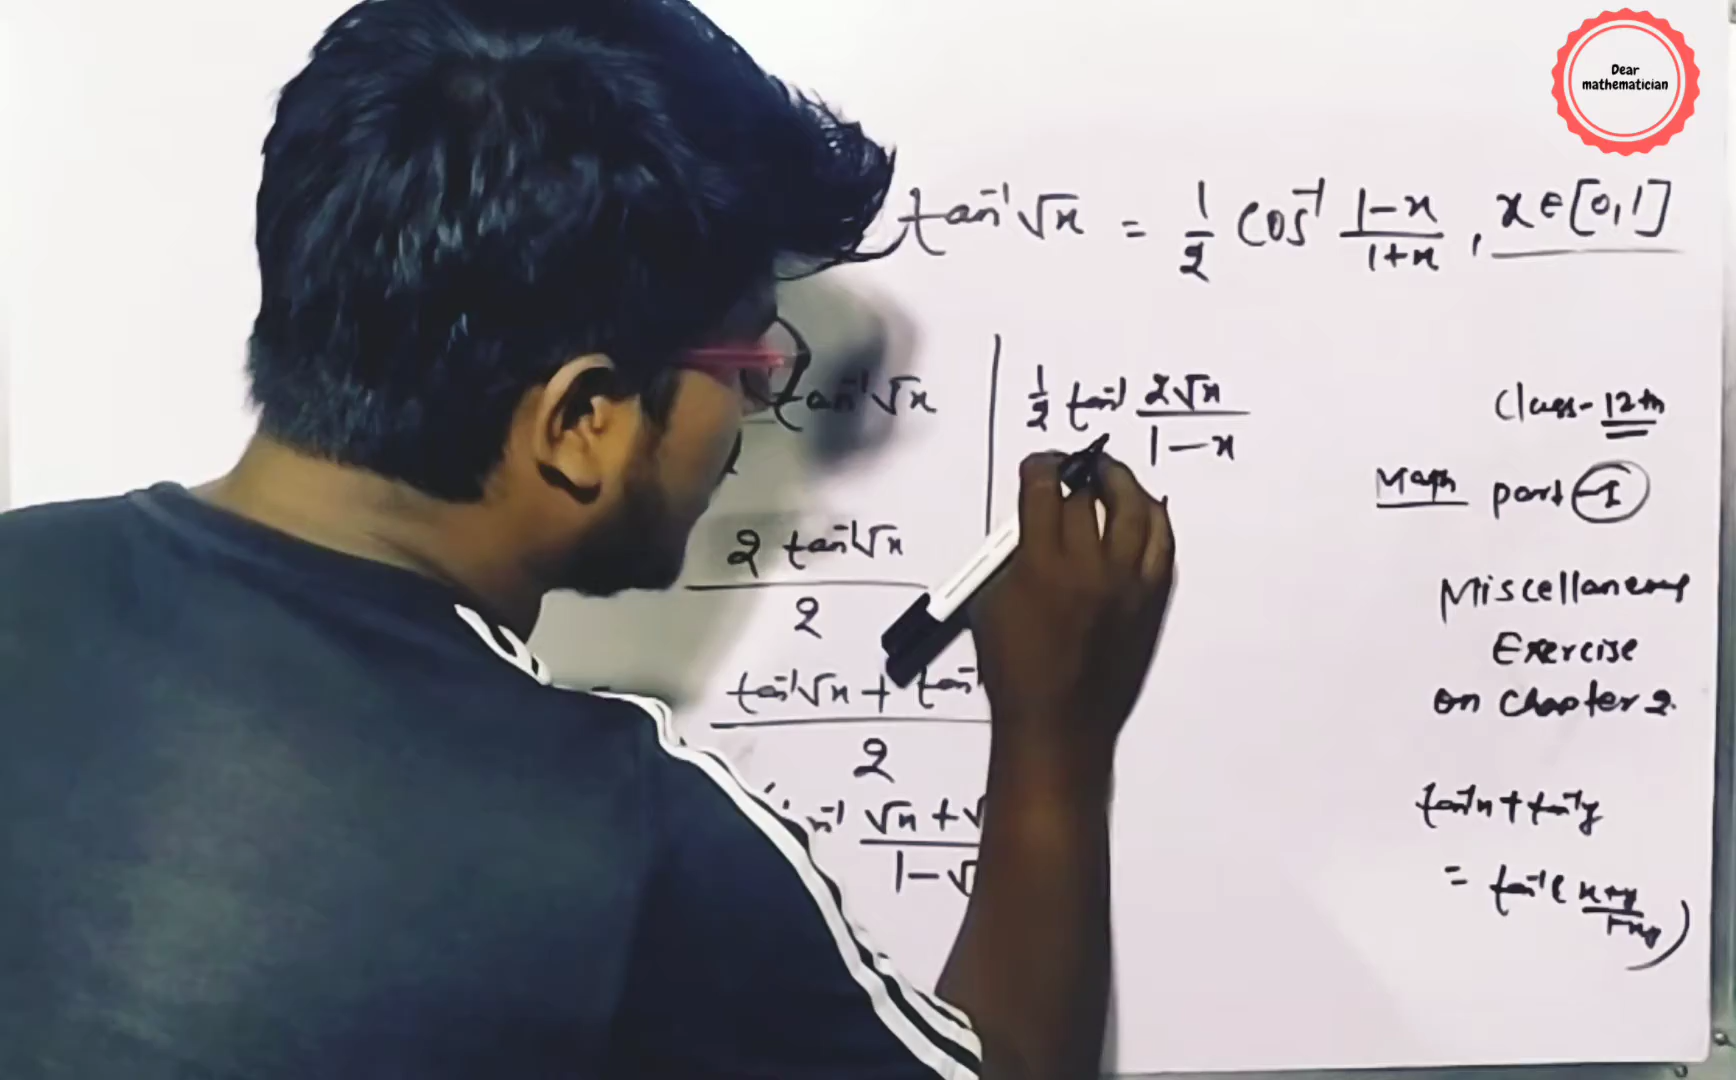 Dear
mathematician
tan⁻¹√x = 1/2 cos⁻¹ (1-x)/(1+x), x ∈ [0,1]
tan⁻¹√x
2 tan⁻¹√x
2
tan⁻¹√x + tan⁻¹
2
√x + √
1-√
1/2 tan⁻¹ 2√x/(1-x)
Class-12th
part-I
Miscellaneous
Exercise
on chapter 2.
tan⁻¹x + tan⁻¹y
= tan⁻¹( (x+y)/(1-xy) )